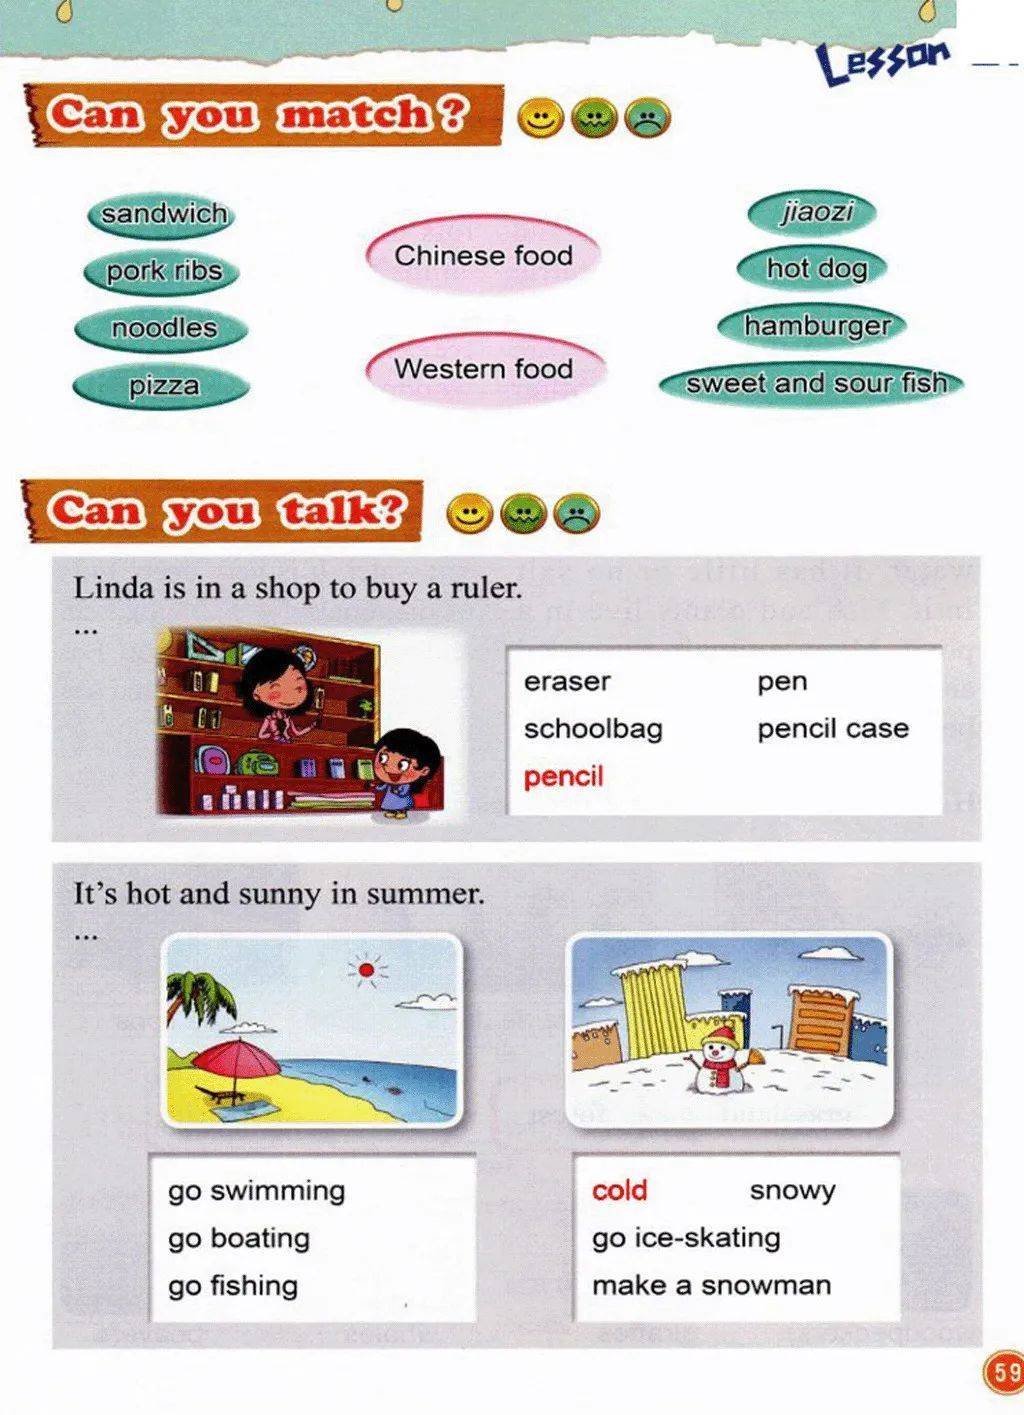 Lesson
Can you match?
sandwich
pork ribs
noodles
pizza
Chinese food
Western food
jiaozi
hot dog
hamburger
sweet and sour fish
Can you talk?
Linda is in a shop to buy a ruler.
...
eraser pen
schoolbag pencil case
pencil
It's hot and sunny in summer.
...
go swimming
go boating
go fishing
cold snowy
go ice-skating
make a snowman
59